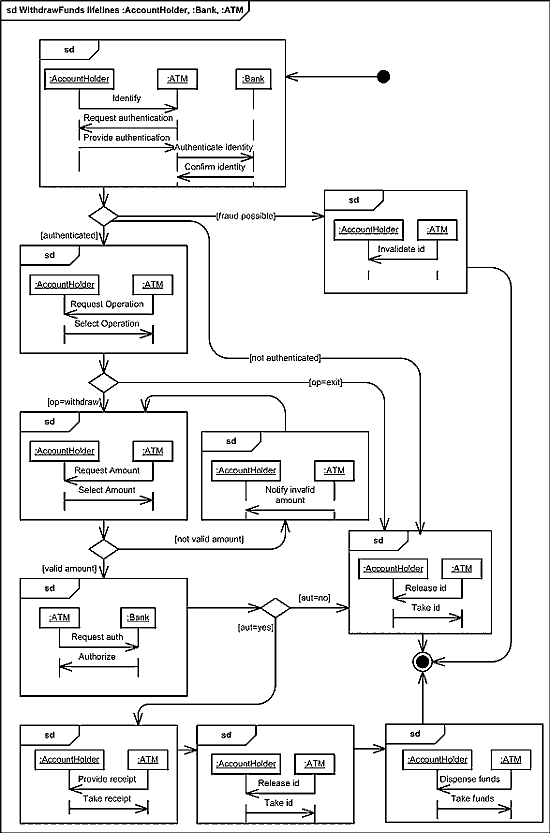 sd WithdrawFunds lifelines :AccountHolder, :Bank, :ATM
sd
:AccountHolder :ATM :Bank
Identify
Request authentication
Provide authentication
Authenticate identity
Confirm identity
[fraud possible]
sd
:AccountHolder :ATM
Invalidate id
[authenticated]
sd
:AccountHolder :ATM
Request Operation
Select Operation
[not authenticated]
[op=exit]
[op=withdraw]
sd
:AccountHolder :ATM
Request Amount
Select Amount
sd
:AccountHolder :ATM
Notify invalid
amount
[not valid amount]
[valid amount]
sd
:AccountHolder :ATM
Release id
Take id
sd
:ATM :Bank
Request auth
Authorize
[aut=no]
[aut=yes]
sd
:AccountHolder :ATM
Provide receipt
Take receipt
sd
:AccountHolder :ATM
Release id
Take id
sd
:AccountHolder :ATM
Dispense funds
Take funds